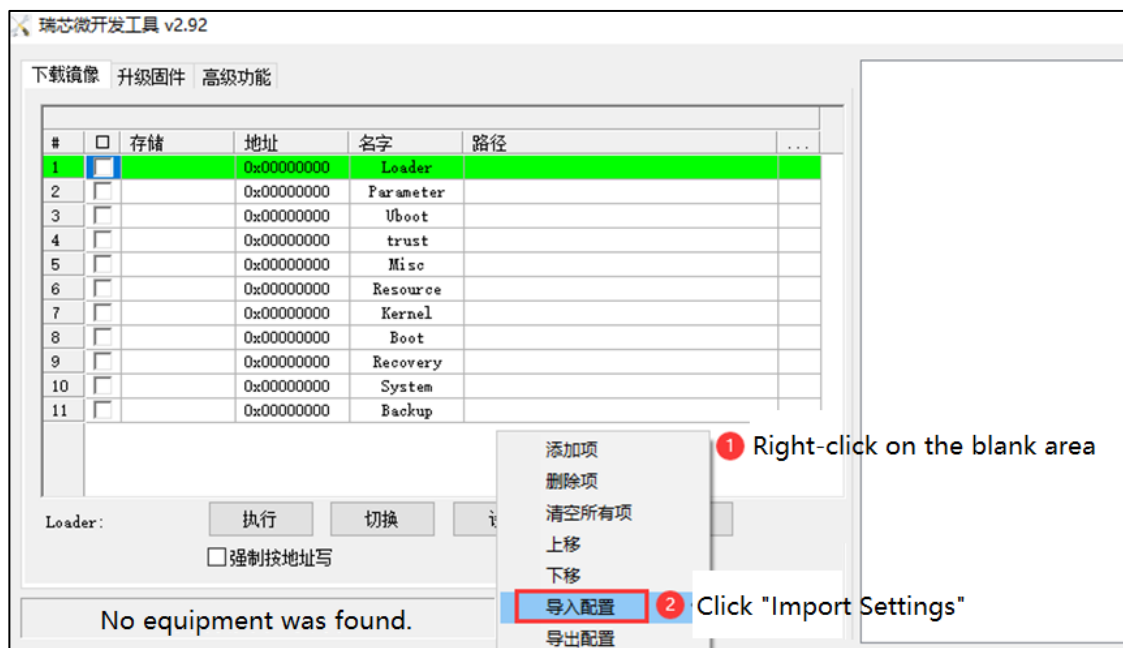 瑞芯微开发工具 v2.92
下载镜像 升级固件 高级功能
# 存储 地址 名字 路径 ...
1 0x00000000 Loader
2 0x00000000 Parameter
3 0x00000000 Uboot
4 0x00000000 trust
5 0x00000000 Misc
6 0x00000000 Resource
7 0x00000000 Kernel
8 0x00000000 Boot
9 0x00000000 Recovery
10 0x00000000 System
11 0x00000000 Backup
添加项
1 Right-click on the blank area
删除项
清空所有项
上移
下移
导入配置
2 Click "Import Settings"
导出配置
Loader: 执行 切换
强制按地址写
No equipment was found.